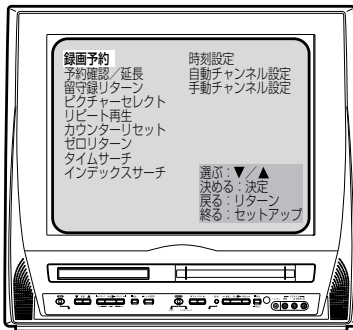 録画予約
予約確認／延長
留守録リターン
ピクチャーセレクト
リピート再生
カウンターリセット
ゼロリターン
タイムサーチ
インデックスサーチ
時刻設定
自動チャンネル設定
手動チャンネル設定
選ぶ：▼／▲
決める：決定
戻る：リターン
終る：セットアップ